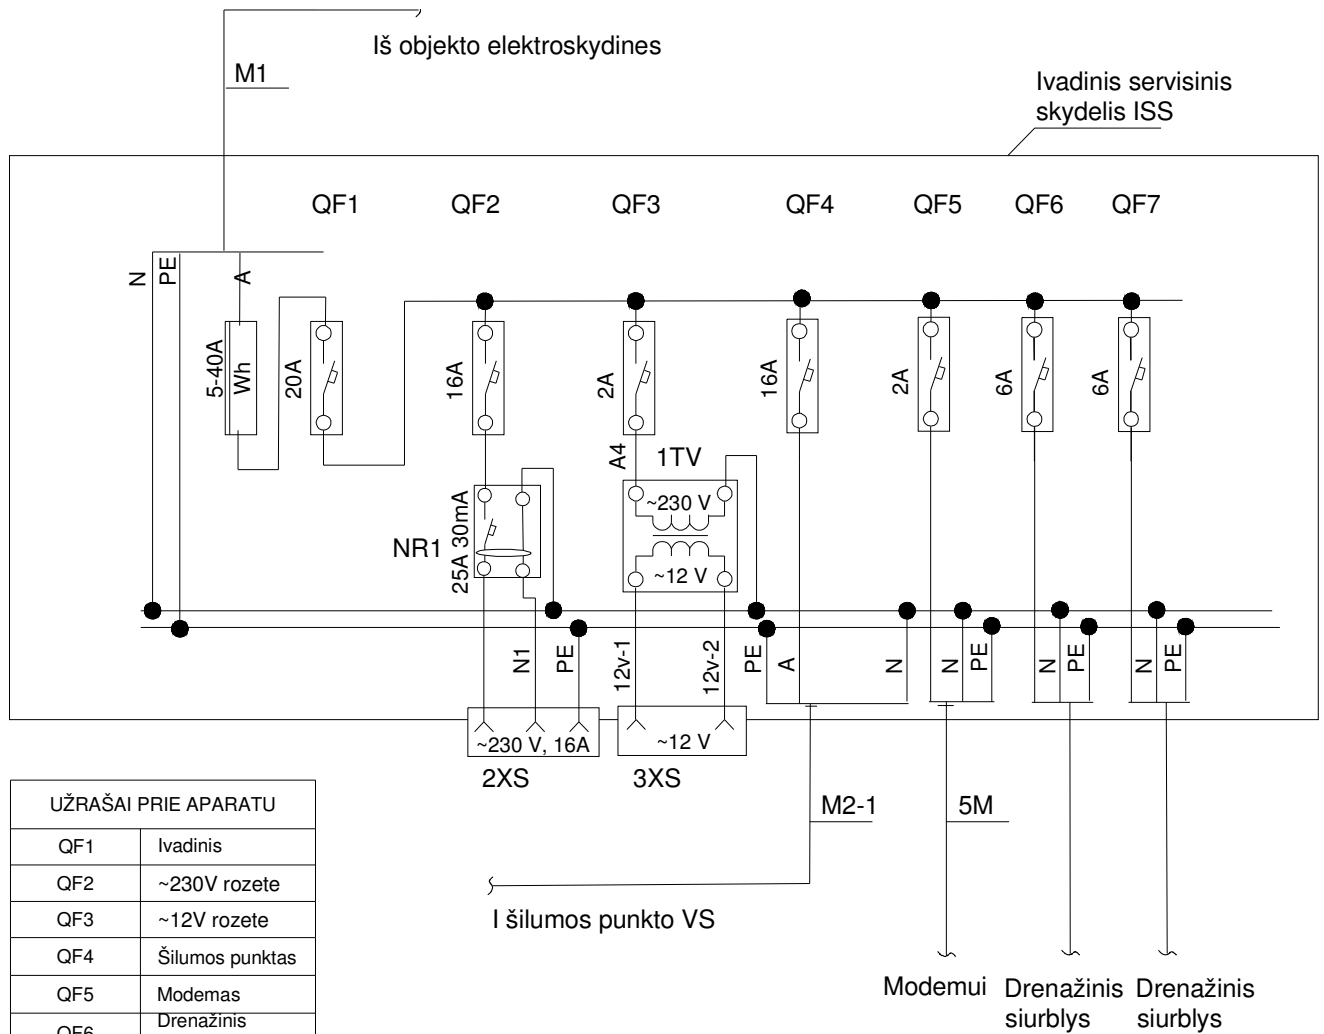 Iš objekto elektroskydines
M1
Ivadinis servisinis
skydelis ISS
QF1
QF2
QF3
QF4
QF5
QF6
QF7
N
PE
A
5-40A
Wh
20A
16A
2A
16A
2A
6A
6A
A4
1TV
~230 V
~12 V
NR1
25A 30mA
N1
PE
12v-1
12v-2
PE
A
N
N
PE
N
PE
N
PE
~230 V, 16A
~12 V
2XS
3XS
M2-1
5M
I šilumos punkto VS
Modemui
Drenažinis
siurblys
Drenažinis
siurblys
UŽRAŠAI PRIE APARATU
QF1 Ivadinis
QF2 ~230V rozete
QF3 ~12V rozete
QF4 Šilumos punktas
QF5 Modemas
QF6 Drenažinis